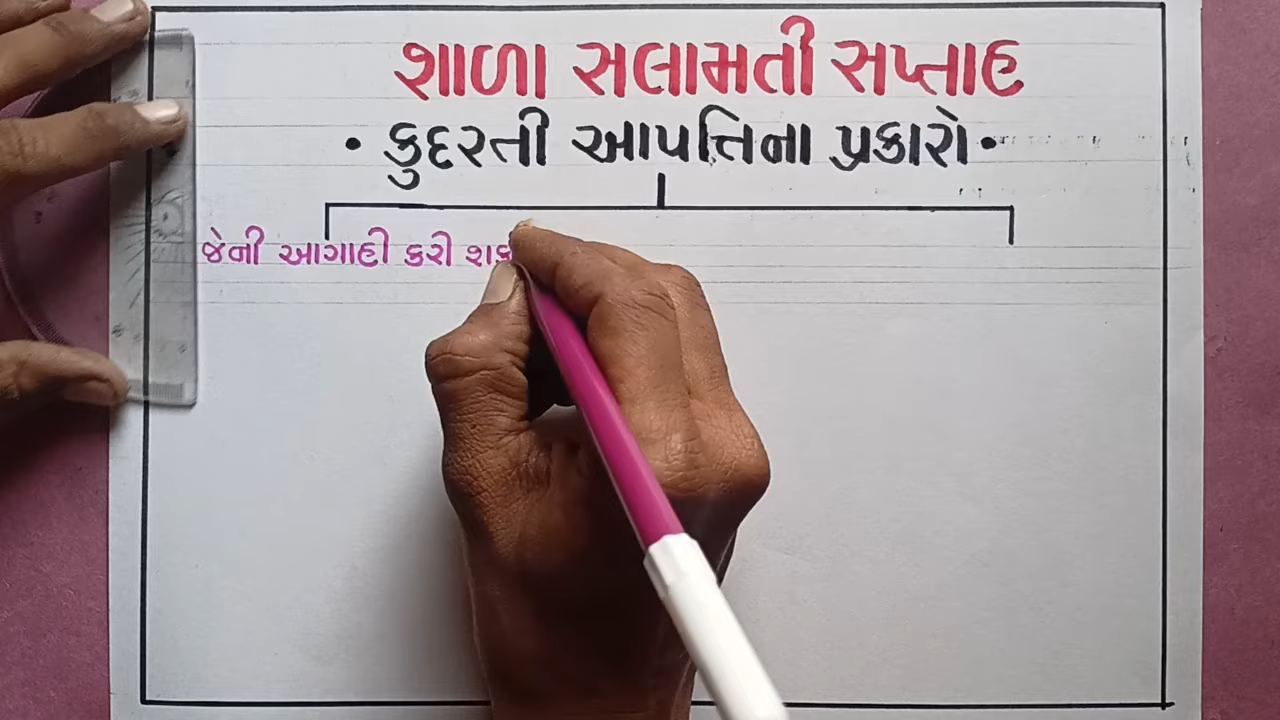 શાળા સલામતી સપ્તાહ
• કુદરતી આપત્તિના પ્રકારો •
જેની આગાહી કરી